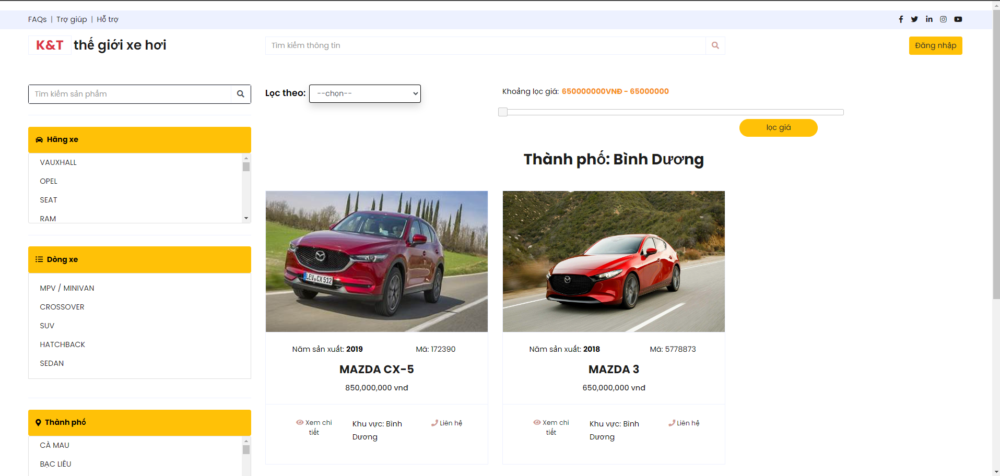 FAQs | Trợ giúp | Hỗ trợ
K&T thế giới xe hơi
Tìm kiếm thông tin
Đăng nhập
Tìm kiếm sản phẩm
Lọc theo: --chọn--
Khoảng lọc giá: 650000000VNĐ - 65000000
lọc giá
Hãng xe
VAUXHALL
OPEL
SEAT
RAM
Dòng xe
MPV / MINIVAN
CROSSOVER
SUV
HATCHBACK
SEDAN
Thành phố
CÀ MAU
BẠC LIÊU
Thành phố: Bình Dương
LEV CX 512
Năm sản xuất: 2019 Mã: 172390
MAZDA CX-5
850,000,000 vnđ
Xem chi
tiết
Khu vực: Bình
Dương
Liên hệ
Năm sản xuất: 2018 Mã: 5778873
MAZDA 3
650,000,000 vnđ
Xem chi
tiết
Khu vực: Bình
Dương
Liên hệ